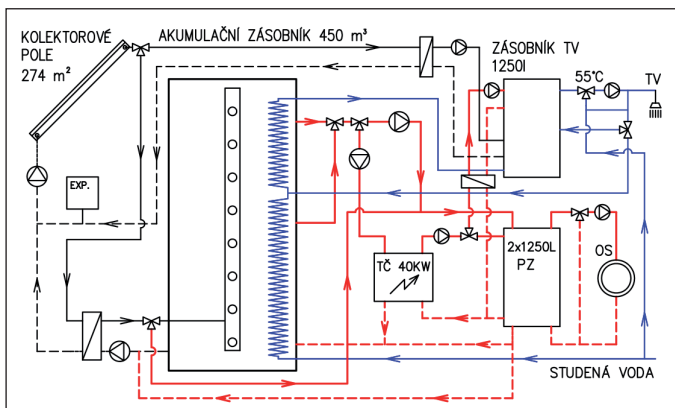 KOLEKTOROVÉ
POLE
274 m²
AKUMULAČNÍ ZÁSOBNÍK 450 m³
ZÁSOBNÍK TV
1250l
55°C
TV
EXP.
TČ 40KW
2x1250L
PZ
OS
STUDENÁ VODA